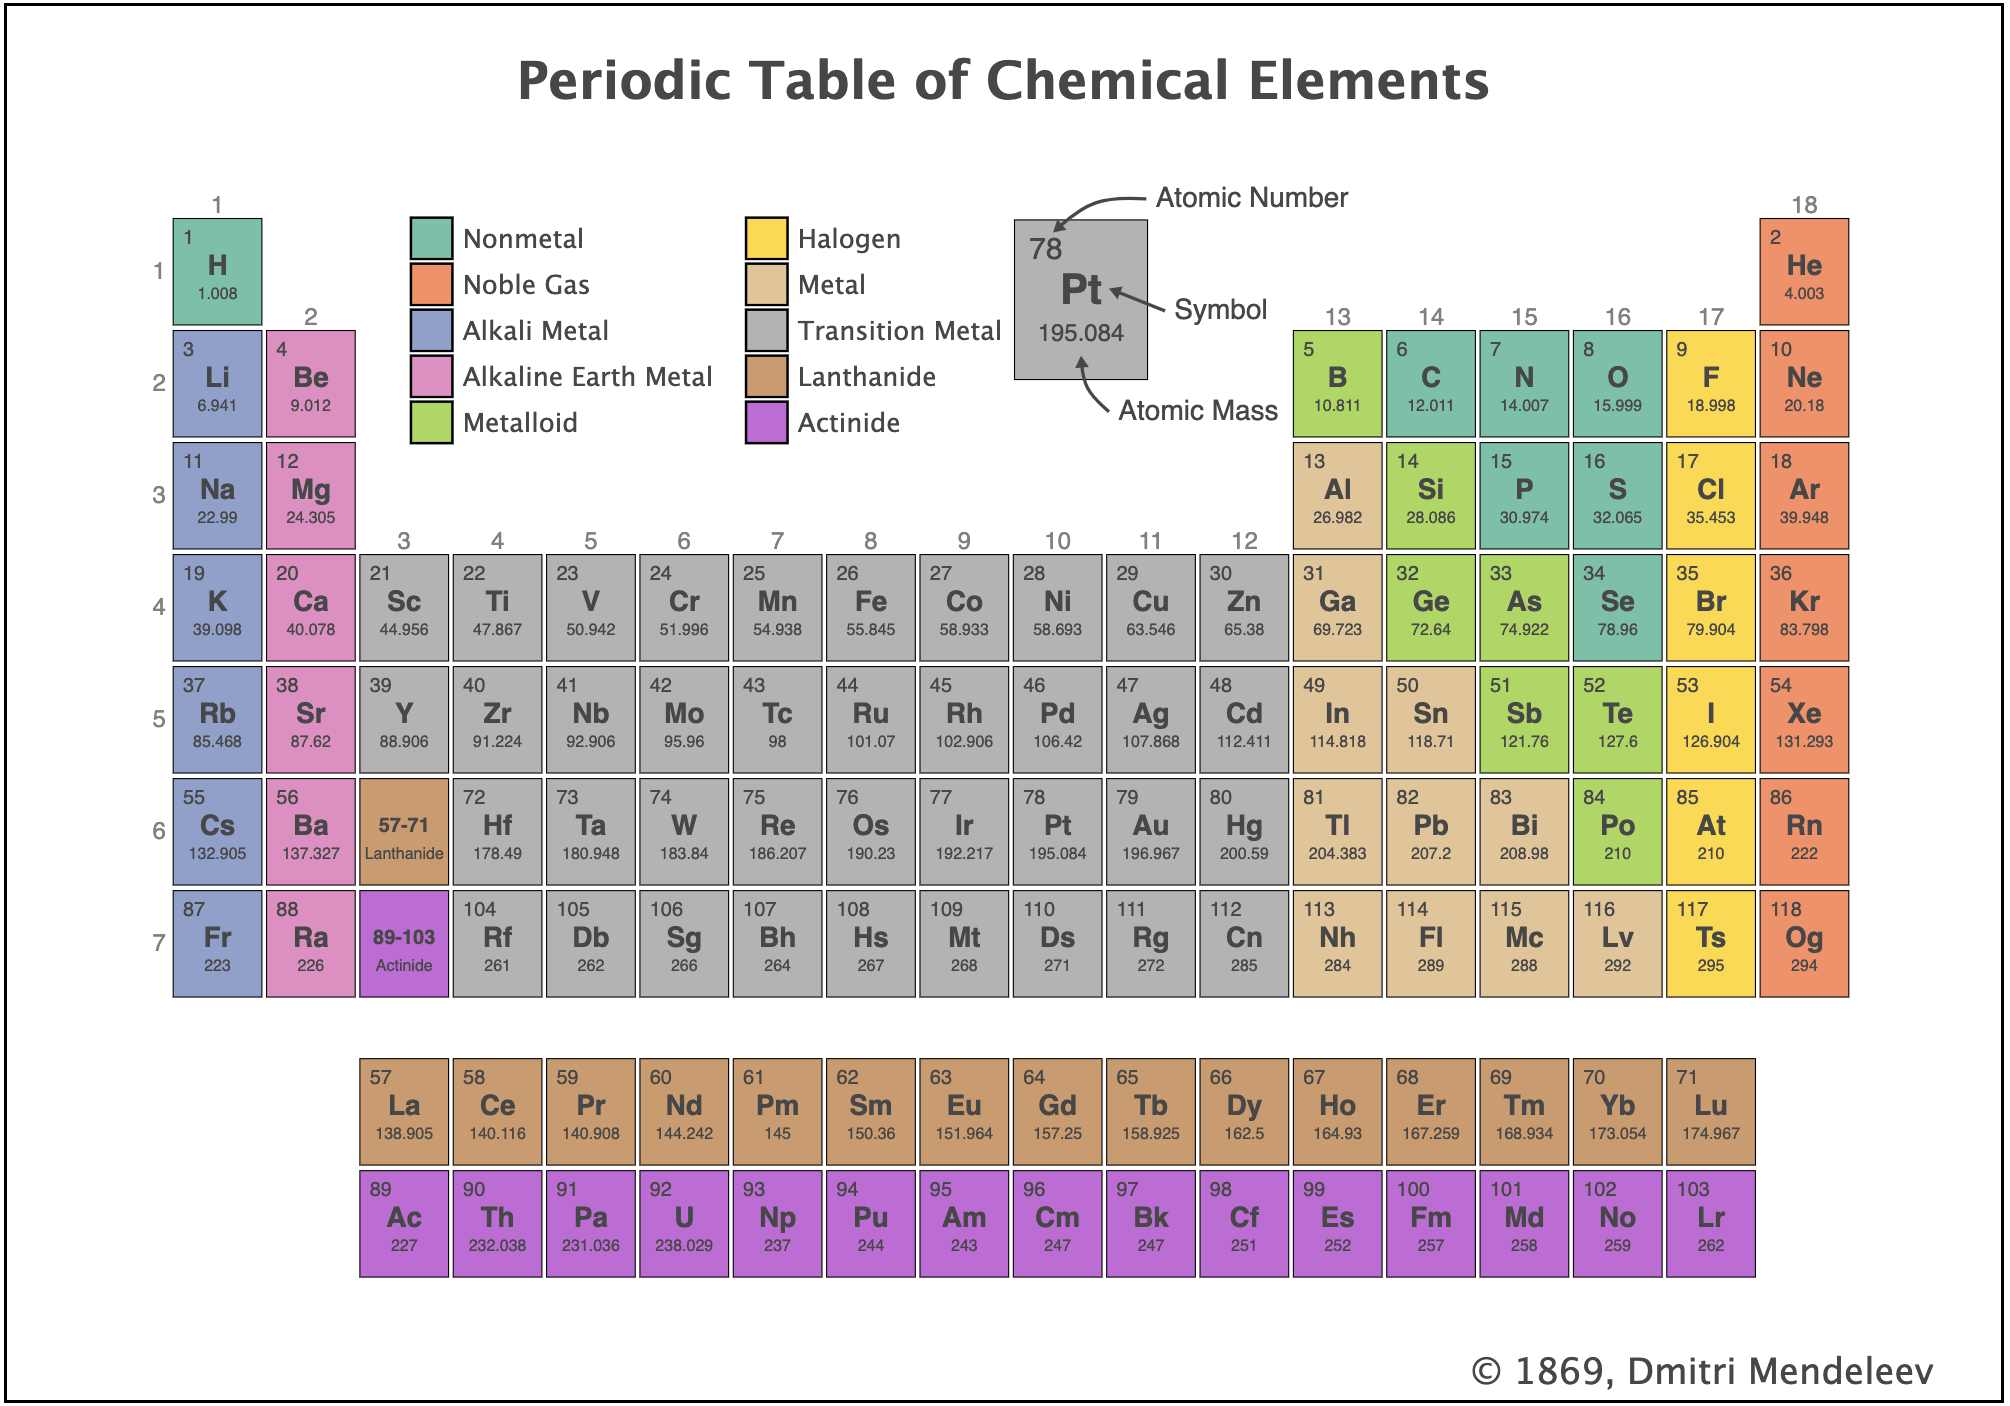 Periodic Table of Chemical Elements
1 18
1 H 1.008
2 He 4.003
Nonmetal
Noble Gas
Alkali Metal
Alkaline Earth Metal
Metalloid
Halogen
Metal
Transition Metal
Lanthanide
Actinide
Atomic Number
78
Pt
Symbol
195.084
Atomic Mass
1
2 13 14 15 16 17
2
3 Li 6.941
4 Be 9.012
5 B 10.811
6 C 12.011
7 N 14.007
8 O 15.999
9 F 18.998
10 Ne 20.18
3
11 Na 22.99
12 Mg 24.305
13 Al 26.982
14 Si 28.086
15 P 30.974
16 S 32.065
17 Cl 35.453
18 Ar 39.948
3 4 5 6 7 8 9 10 11 12
4
19 K 39.098
20 Ca 40.078
21 Sc 44.956
22 Ti 47.867
23 V 50.942
24 Cr 51.996
25 Mn 54.938
26 Fe 55.845
27 Co 58.933
28 Ni 58.693
29 Cu 63.546
30 Zn 65.38
31 Ga 69.723
32 Ge 72.64
33 As 74.922
34 Se 78.96
35 Br 79.904
36 Kr 83.798
5
37 Rb 85.468
38 Sr 87.62
39 Y 88.906
40 Zr 91.224
41 Nb 92.906
42 Mo 95.96
43 Tc 98
44 Ru 101.07
45 Rh 102.906
46 Pd 106.42
47 Ag 107.868
48 Cd 112.411
49 In 114.818
50 Sn 118.71
51 Sb 121.76
52 Te 127.6
53 I 126.904
54 Xe 131.293
6
55 Cs 132.905
56 Ba 137.327
57-71 Lanthanide
72 Hf 178.49
73 Ta 180.948
74 W 183.84
75 Re 186.207
76 Os 190.23
77 Ir 192.217
78 Pt 195.084
79 Au 196.967
80 Hg 200.59
81 Tl 204.383
82 Pb 207.2
83 Bi 208.98
84 Po 210
85 At 210
86 Rn 222
7
87 Fr 223
88 Ra 226
89-103 Actinide
104 Rf 261
105 Db 262
106 Sg 266
107 Bh 264
108 Hs 267
109 Mt 268
110 Ds 271
111 Rg 272
112 Cn 285
113 Nh 284
114 Fl 289
115 Mc 288
116 Lv 292
117 Ts 295
118 Og 294
57 La 138.905
58 Ce 140.116
59 Pr 140.908
60 Nd 144.242
61 Pm 145
62 Sm 150.36
63 Eu 151.964
64 Gd 157.25
65 Tb 158.925
66 Dy 162.5
67 Ho 164.93
68 Er 167.259
69 Tm 168.934
70 Yb 173.054
71 Lu 174.967
89 Ac 227
90 Th 232.038
91 Pa 231.036
92 U 238.029
93 Np 237
94 Pu 244
95 Am 243
96 Cm 247
97 Bk 247
98 Cf 251
99 Es 252
100 Fm 257
101 Md 258
102 No 259
103 Lr 262
© 1869, Dmitri Mendeleev